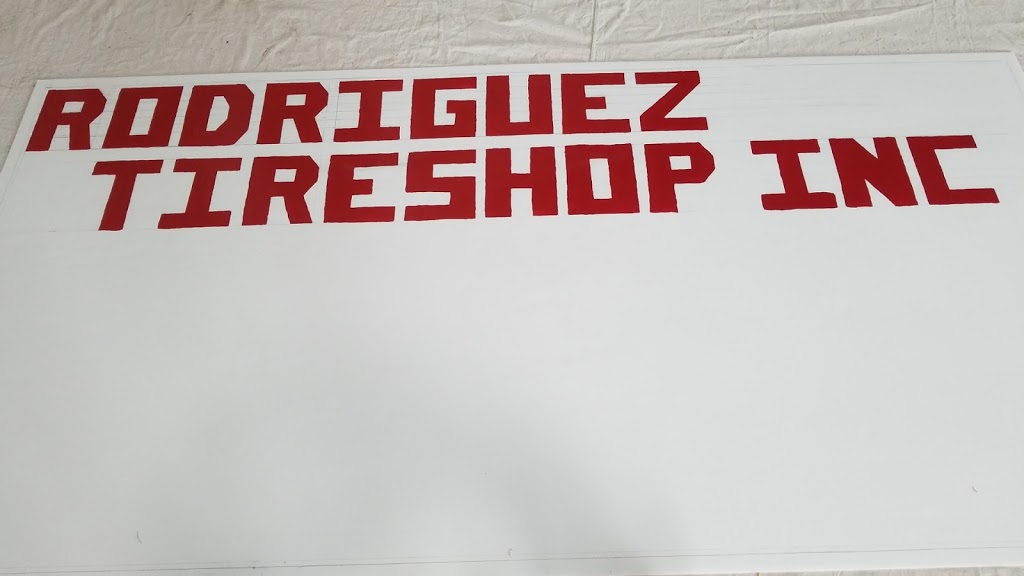 RODRIGUEZ
TIRESHOP INC